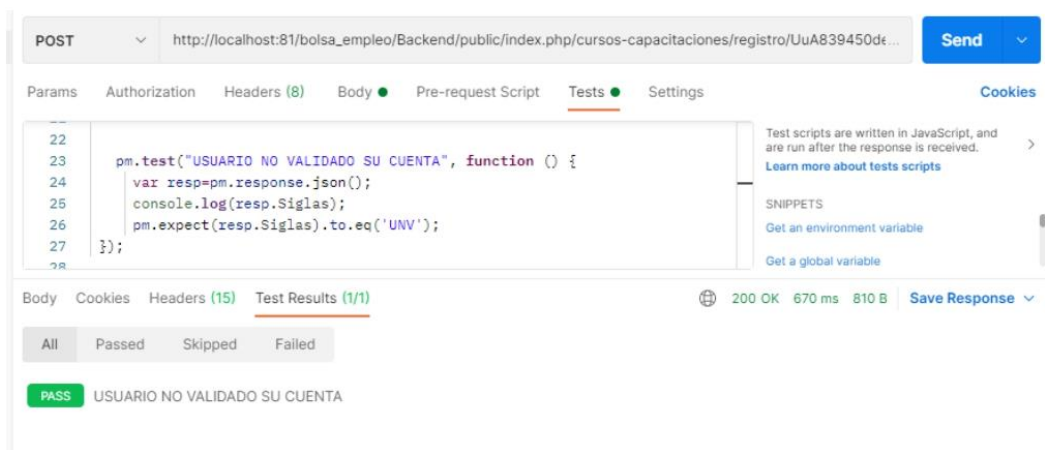 POST http://localhost:81/bolsa_empleo/Backend/public/index.php/cursos-capacitaciones/registro/UuA839450de... Send
Params Authorization Headers (8) Body Pre-request Script Tests Settings Cookies
22
23 pm.test("USUARIO NO VALIDADO SU CUENTA", function () {
24 var resp=pm.response.json();
25 console.log(resp.Siglas);
26 pm.expect(resp.Siglas).to.eq('UNV');
27 });
28
Test scripts are written in JavaScript, and
are run after the response is received.
Learn more about tests scripts
SNIPPETS
Get an environment variable
Get a global variable
Body Cookies Headers (15) Test Results (1/1) 200 OK 670 ms 810 B Save Response
All Passed Skipped Failed
PASS USUARIO NO VALIDADO SU CUENTA